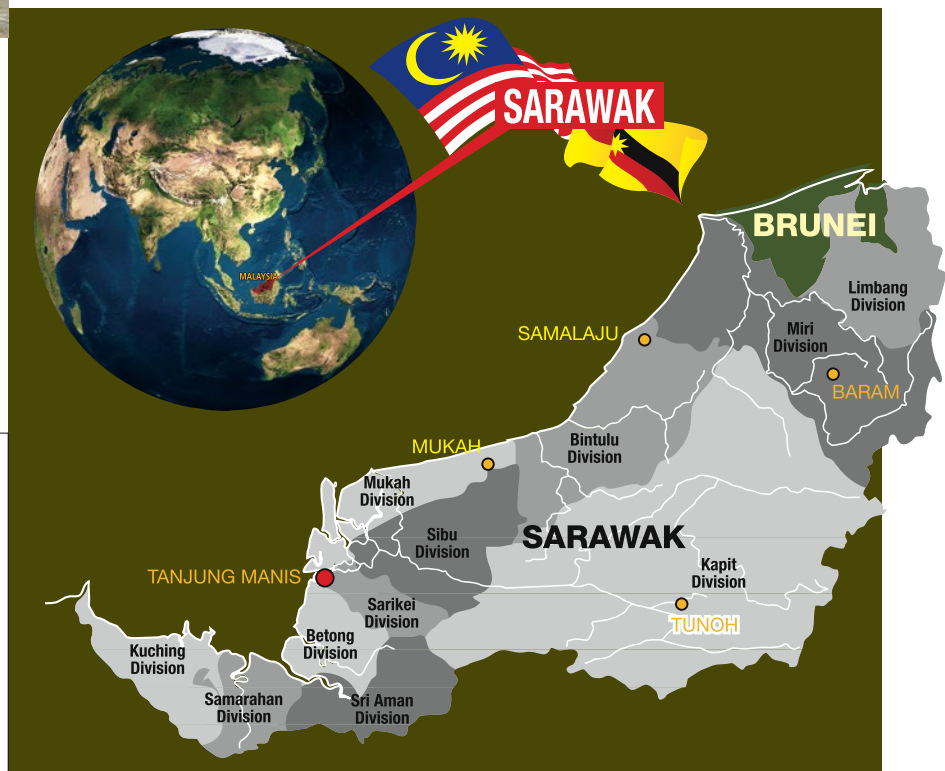 SARAWAK
MALAYSIA
BRUNEI
Limbang
Division
SAMALAJU
Miri
Division
BARAM
MUKAH
Bintulu
Division
Mukah
Division
Sibu
Division
SARAWAK
Kapit
Division
TANJUNG MANIS
TUNOH
Sarikei
Division
Betong
Division
Kuching
Division
Samarahan
Division
Sri Aman
Division